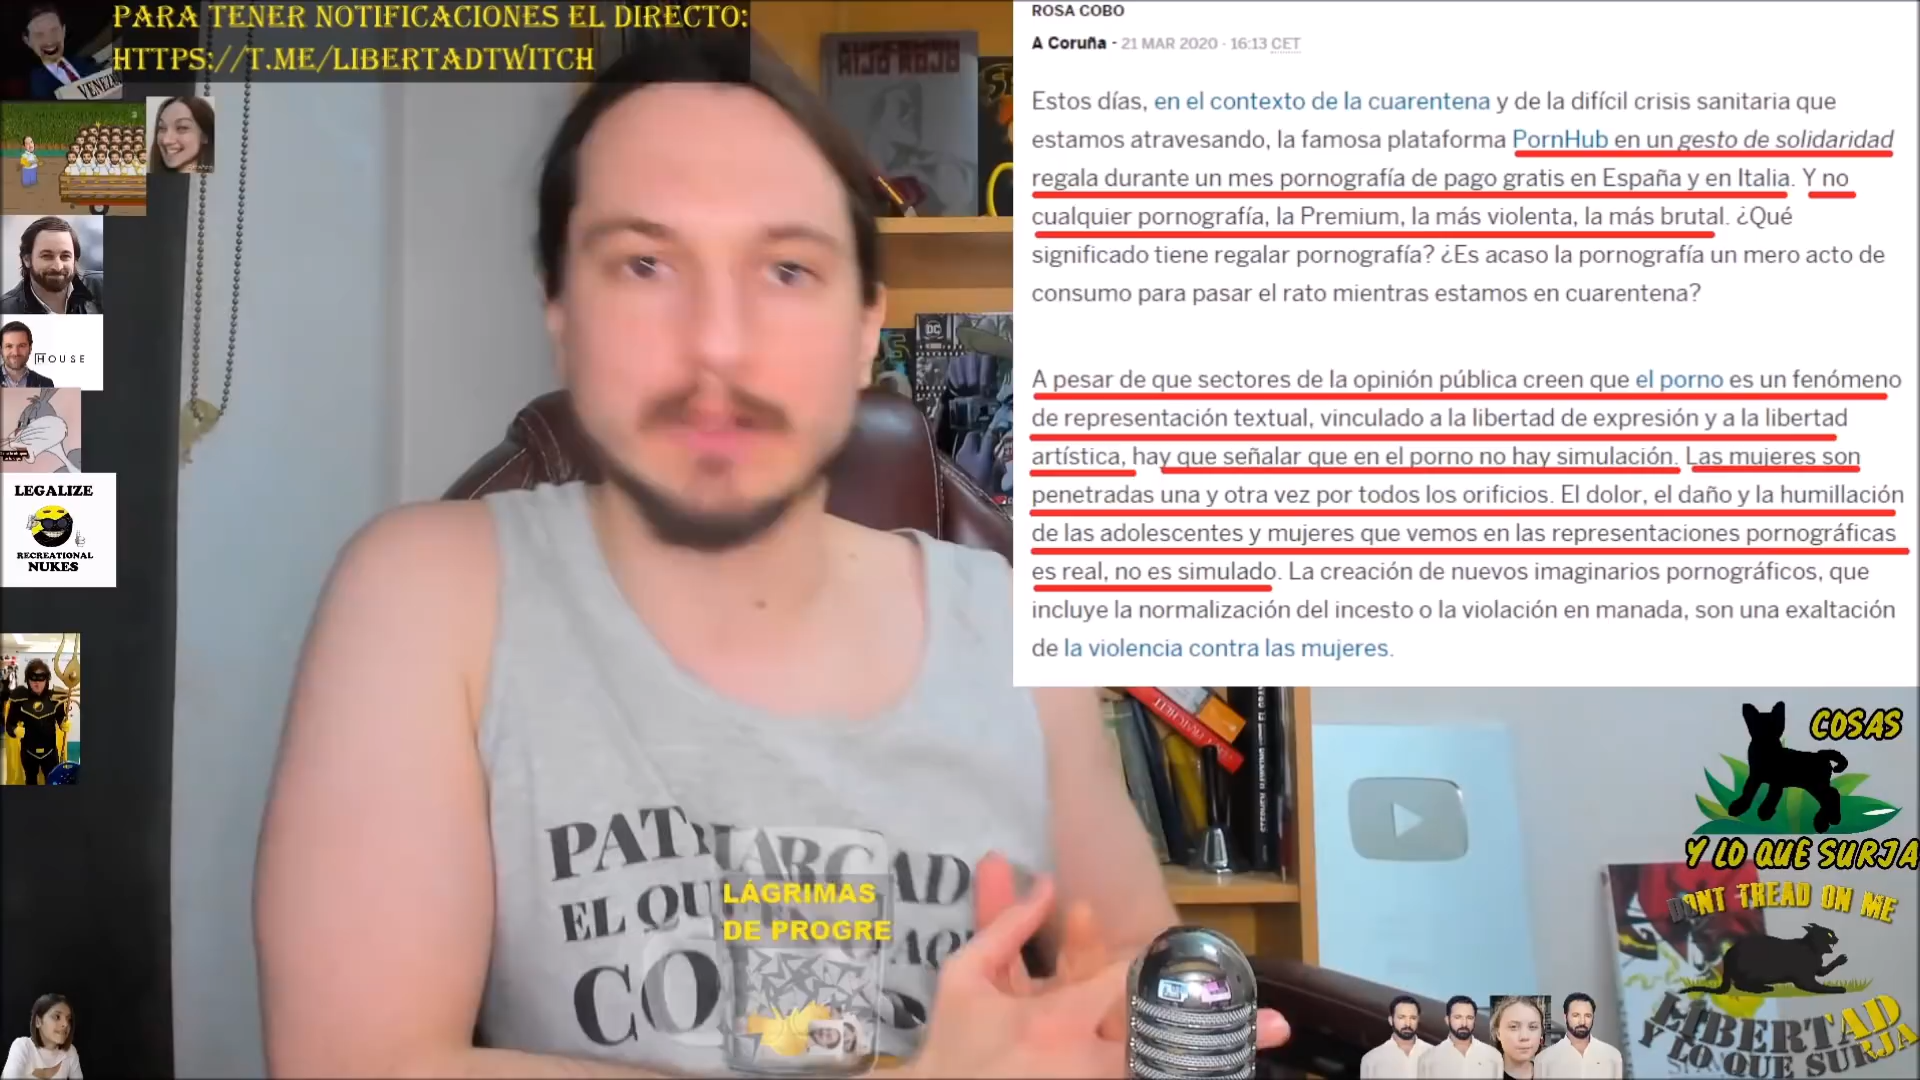 PARA TENER NOTIFICACIONES EL DIRECTO:
HTTPS://T.ME/LIBERTADTWITCH
HOUSE
LEGALIZE
RECREATIONAL
NUKES
HIJO ROJO
DC
ROSA COBO
A Coruña - 21 MAR 2020 - 16:13 CET
Estos días, en el contexto de la cuarentena y de la difícil crisis sanitaria que
estamos atravesando, la famosa plataforma PornHub en un gesto de solidaridad
regala durante un mes pornografía de pago gratis en España y en Italia. Y no
cualquier pornografía, la Premium, la más violenta, la más brutal. ¿Qué
significado tiene regalar pornografía? ¿Es acaso la pornografía un mero acto de
consumo para pasar el rato mientras estamos en cuarentena?
A pesar de que sectores de la opinión pública creen que el porno es un fenómeno
de representación textual, vinculado a la libertad de expresión y a la libertad
artística, hay que señalar que en el porno no hay simulación. Las mujeres son
penetradas una y otra vez por todos los orificios. El dolor, el daño y la humillación
de las adolescentes y mujeres que vemos en las representaciones pornográficas
es real, no es simulado. La creación de nuevos imaginarios pornográficos, que
incluye la normalización del incesto o la violación en manada, son una exaltación
de la violencia contra las mujeres.
PATRIARCAD
EL QU
CO
LÁGRIMAS
DE PROGRE
COSAS
Y LO QUE SURJA
DONT TREAD ON ME
LIBERTAD
Y LO QUE SURJA